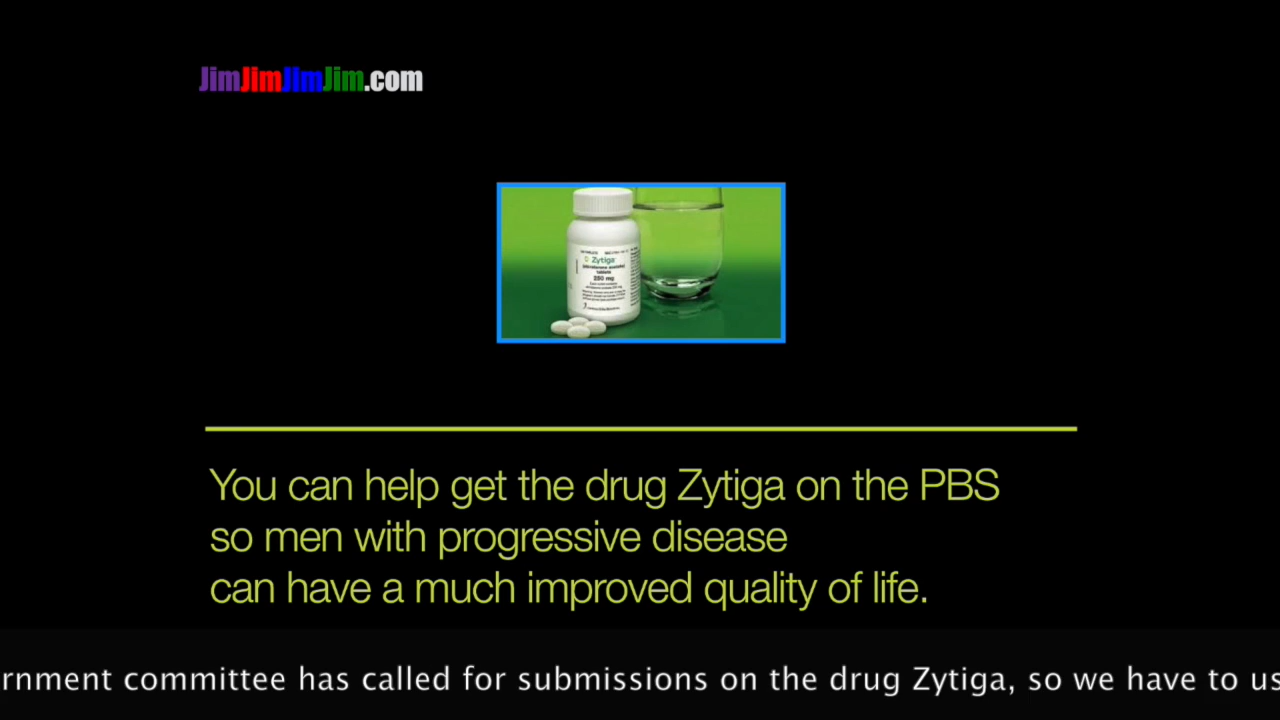 JimJimJimJim.com
Zytiga
tablets
250 mg
You can help get the drug Zytiga on the PBS
so men with progressive disease
can have a much improved quality of life.
rnment committee has called for submissions on the drug Zytiga, so we have to us